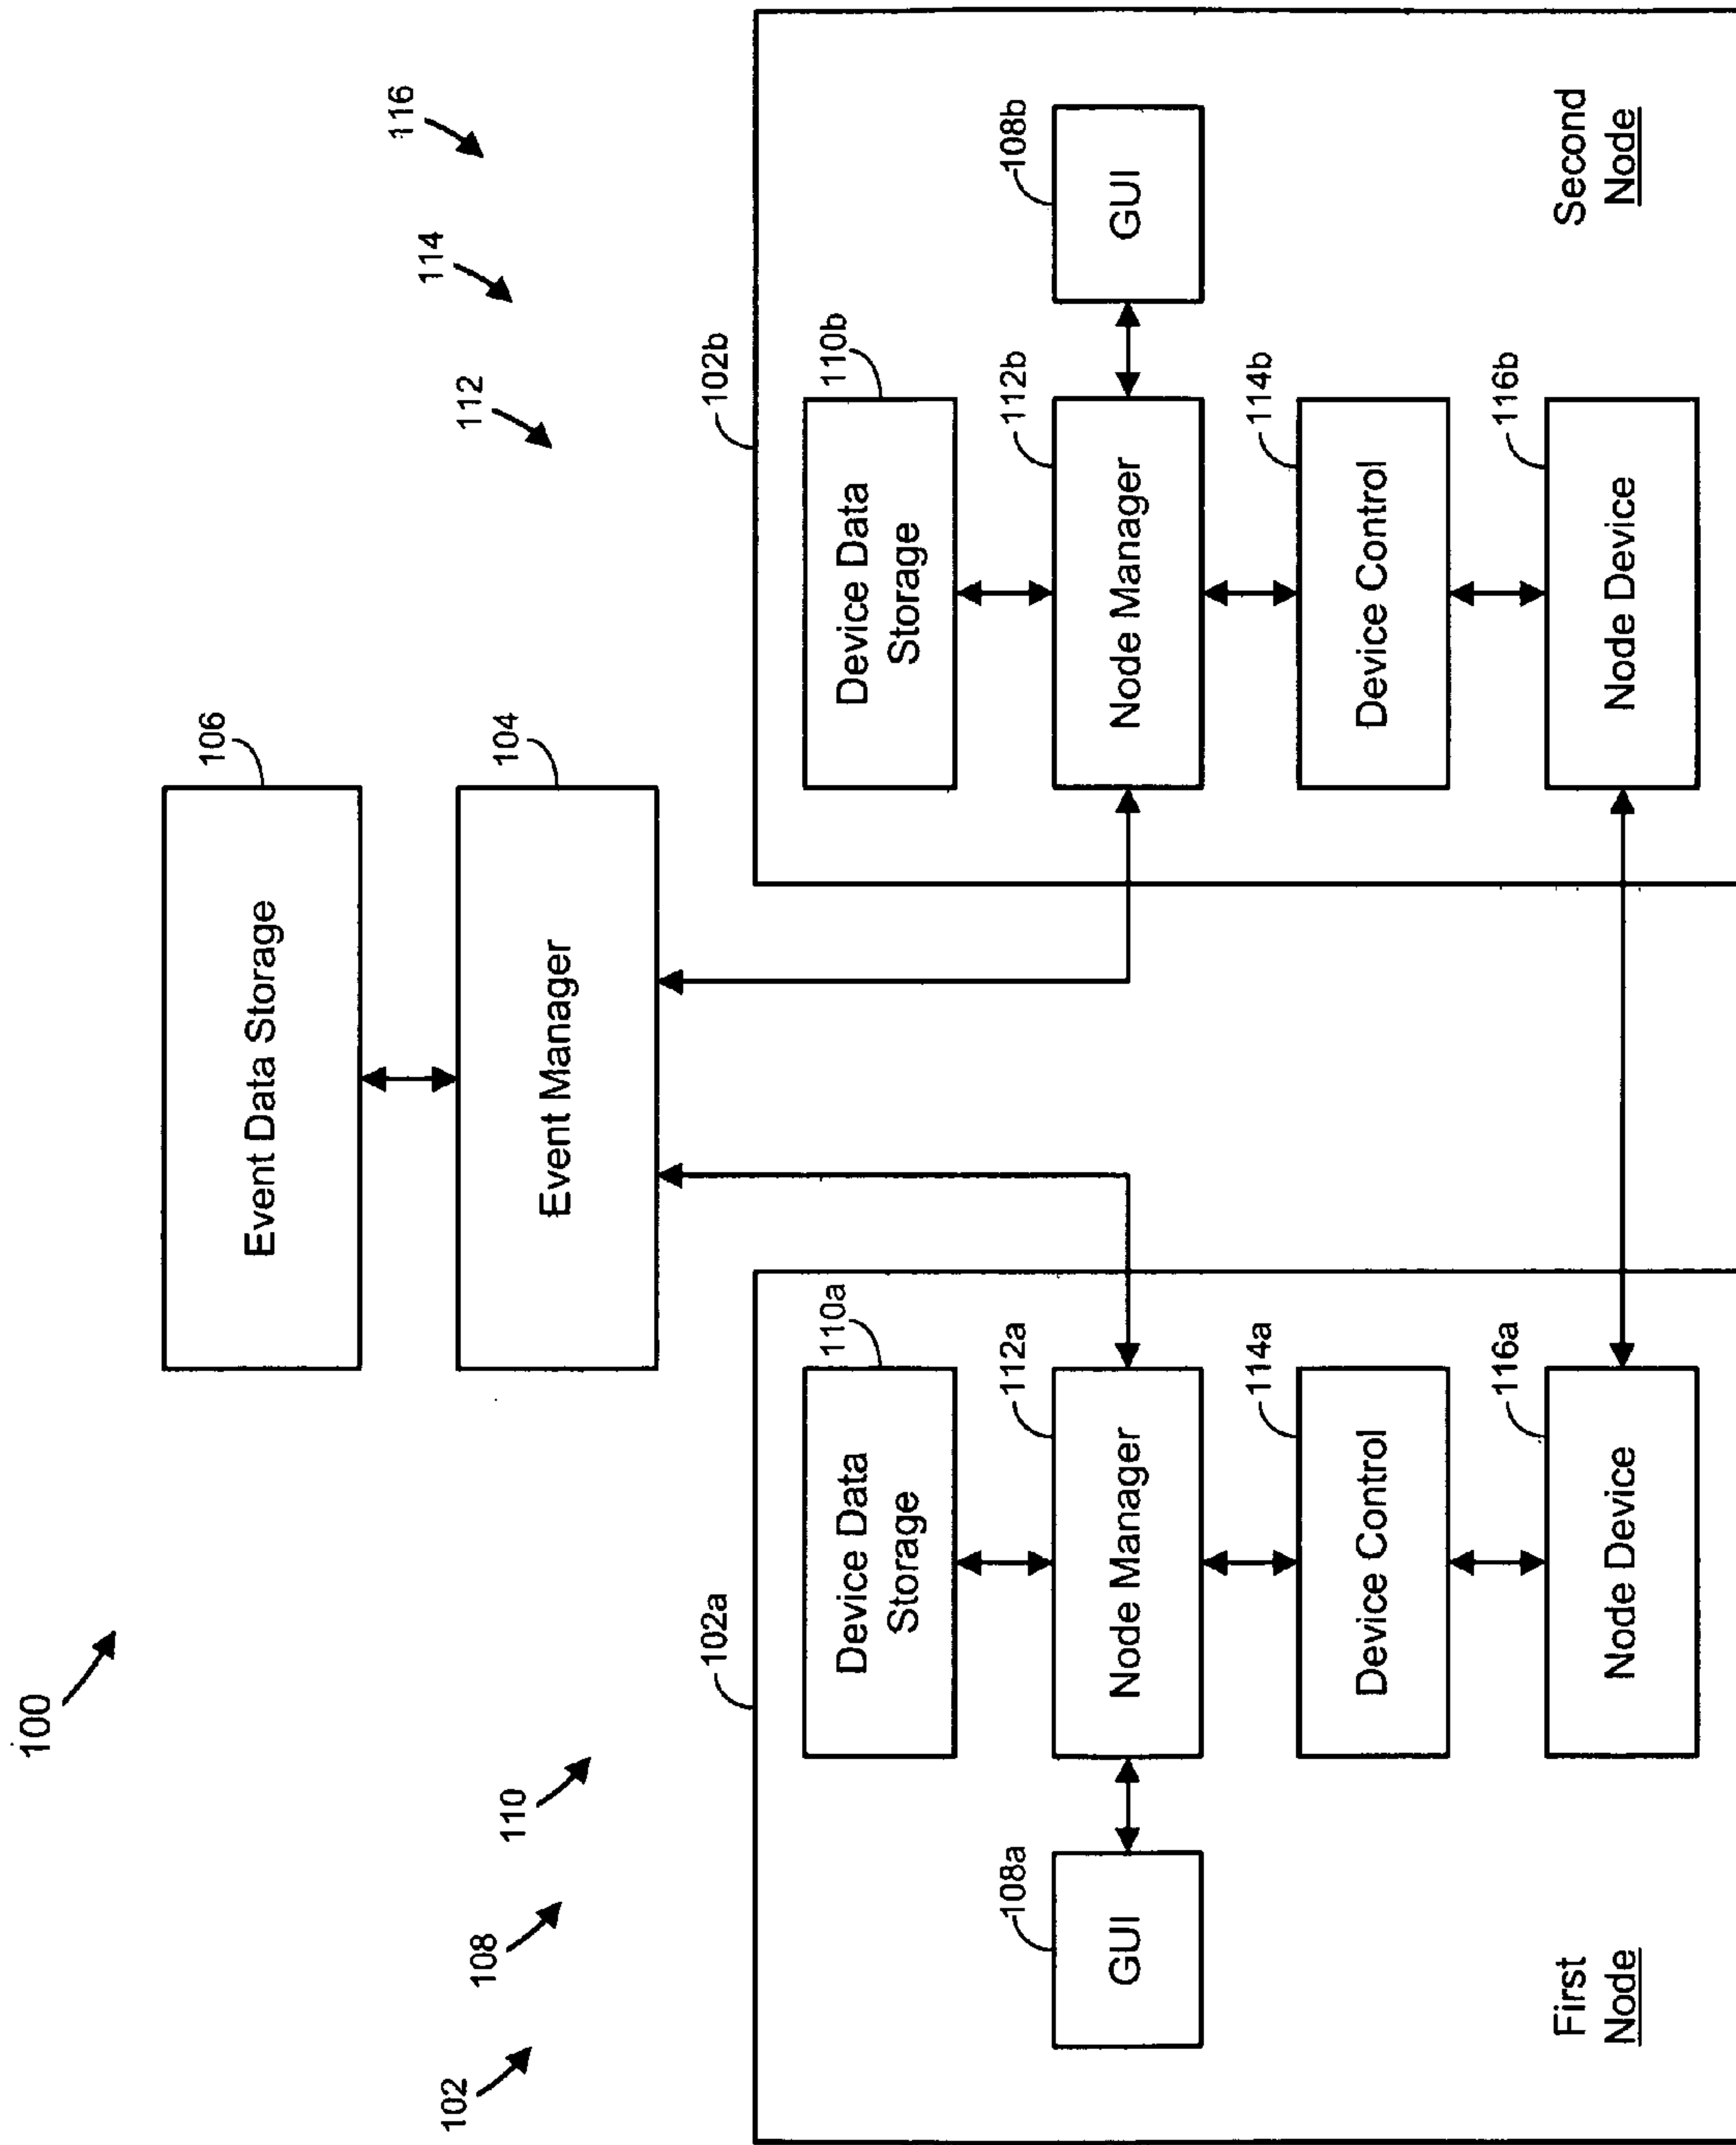 100
106
Event Data Storage
104
Event Manager
116
114
112
110
108
102
102a
102b
110a
Device Data
Storage
110b
Device Data
Storage
108a
GUI
112a
Node Manager
112b
Node Manager
108b
GUI
114a
Device Control
114b
Device Control
116a
Node Device
116b
Node Device
First
Node
Second
Node